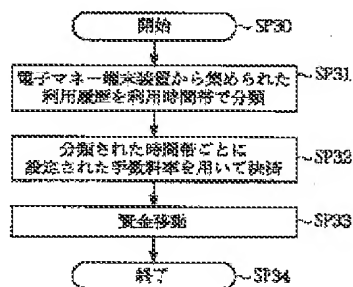 開始
SP30
電子マネー端末装置から集められた
利用履歴を利用時間帯で分類
SP31
分類された時間帯ごとに
設定された手数料率を用いて決済
SP32
資金移動
SP33
終了
SP34